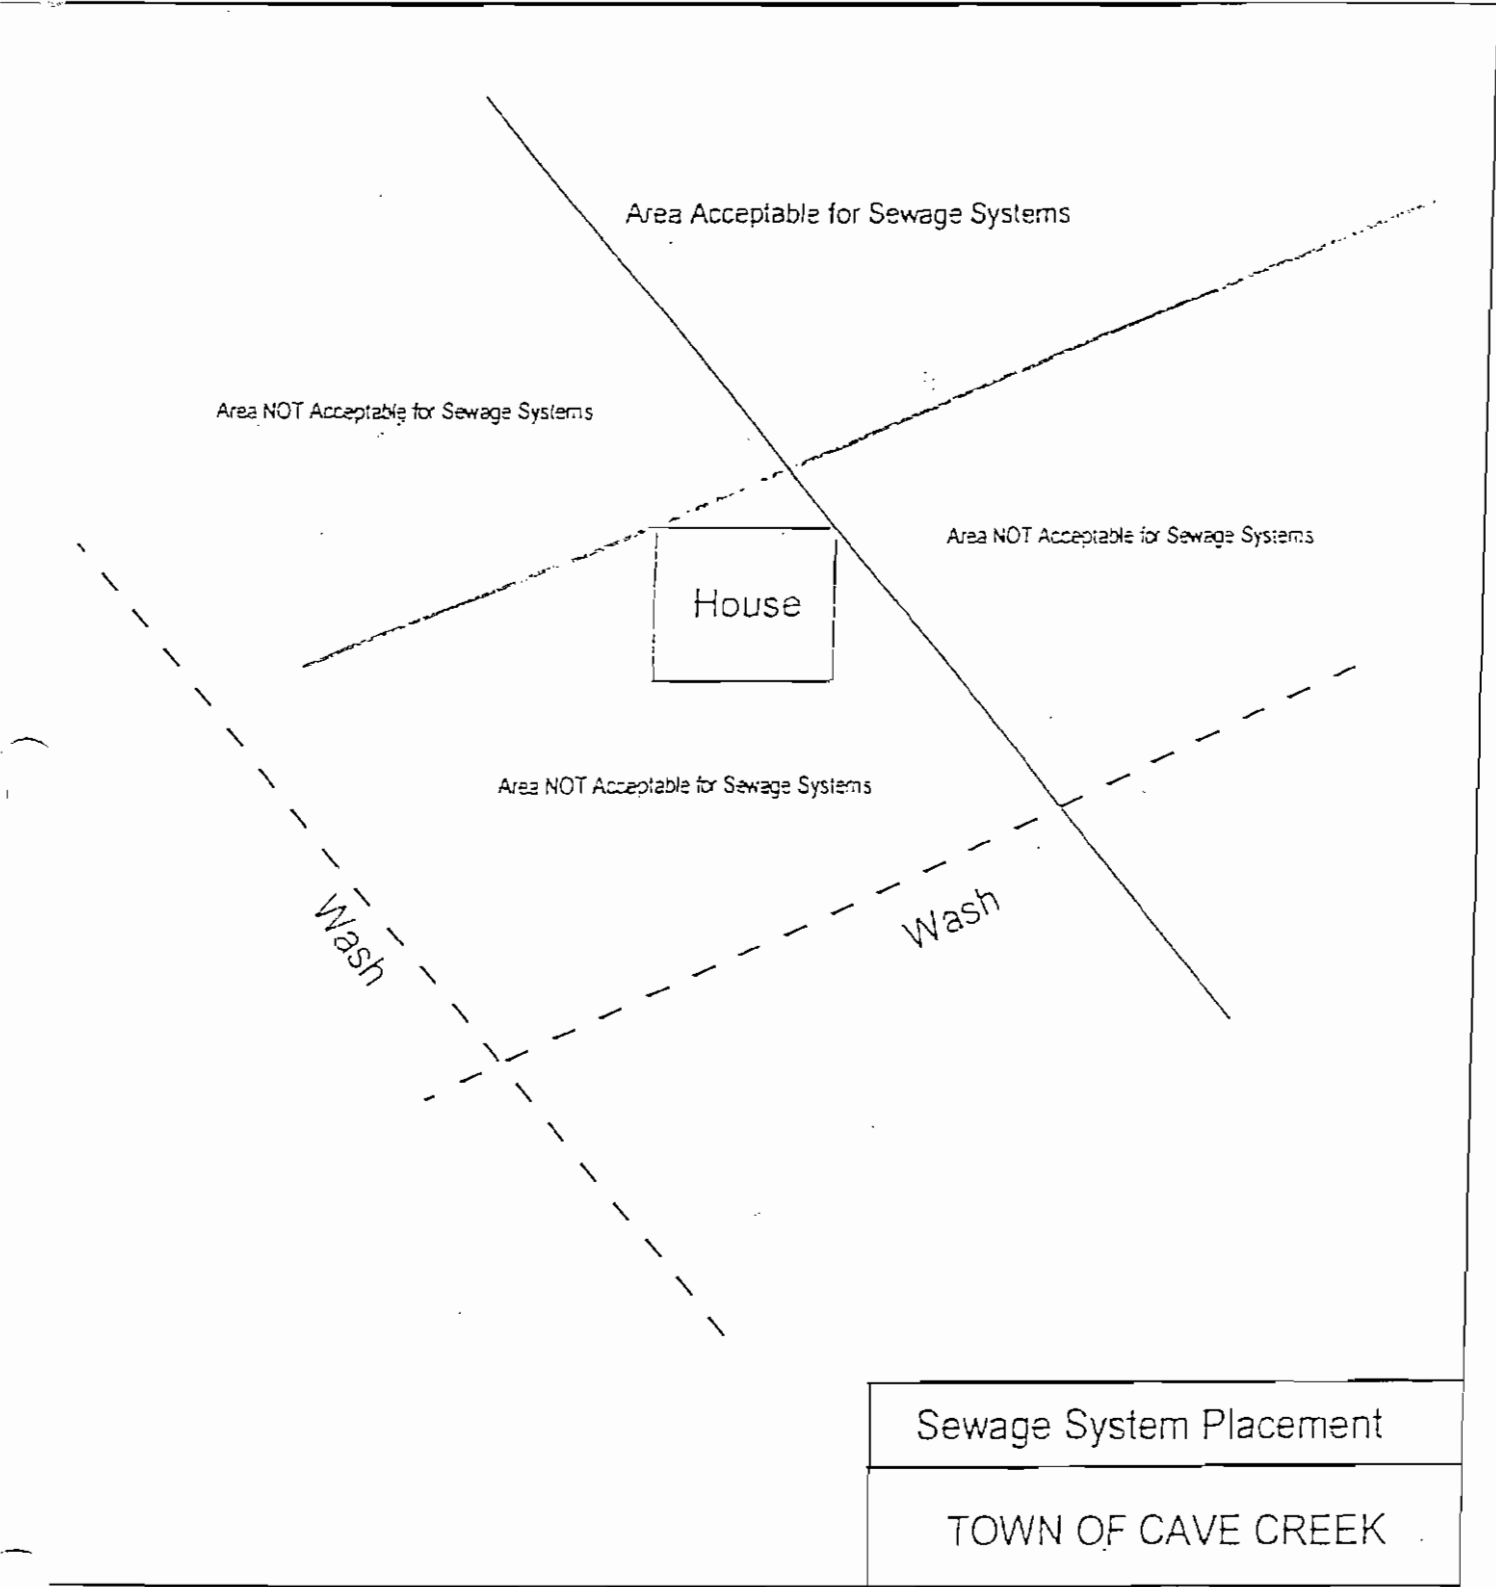 Area Acceptable for Sewage Systems
Area NOT Acceptable for Sewage Systems
Area NOT Acceptable for Sewage Systems
House
Area NOT Acceptable for Sewage Systems
Wash
Wash
Sewage System Placement
TOWN OF CAVE CREEK